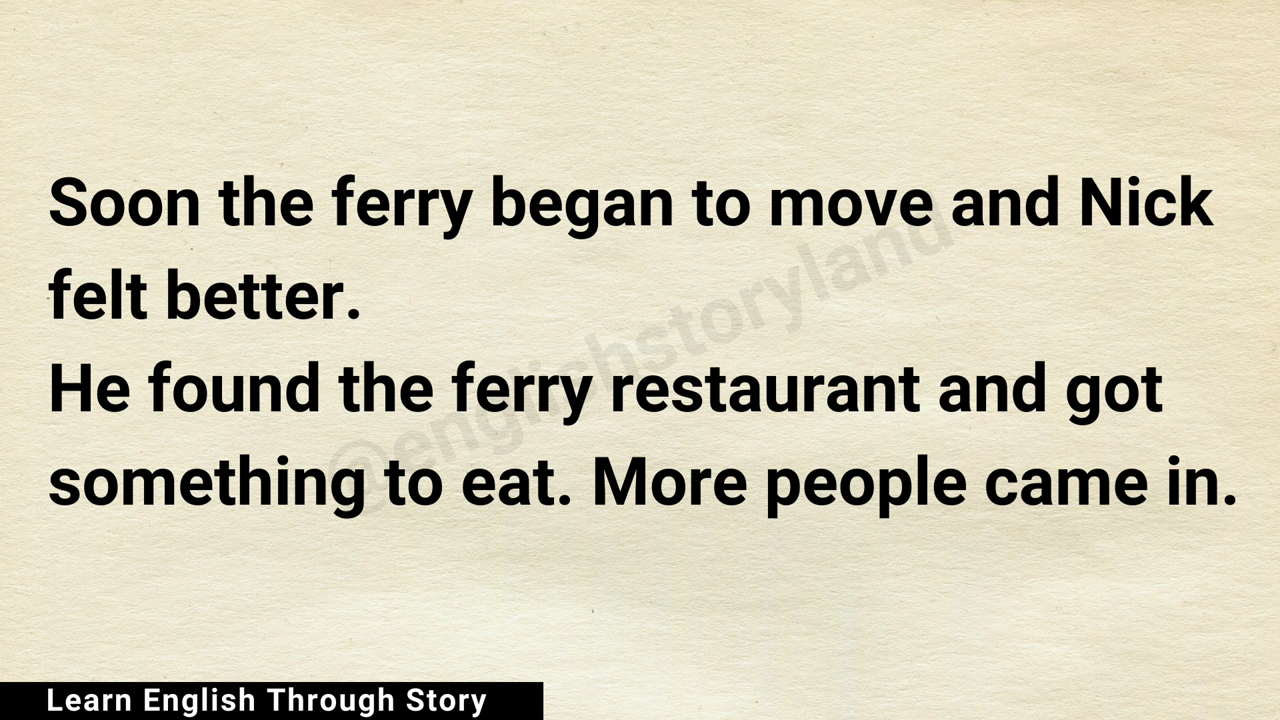 Soon the ferry began to move and Nick
felt better.
He found the ferry restaurant and got
something to eat. More people came in.
@englishstoryland
Learn English Through Story